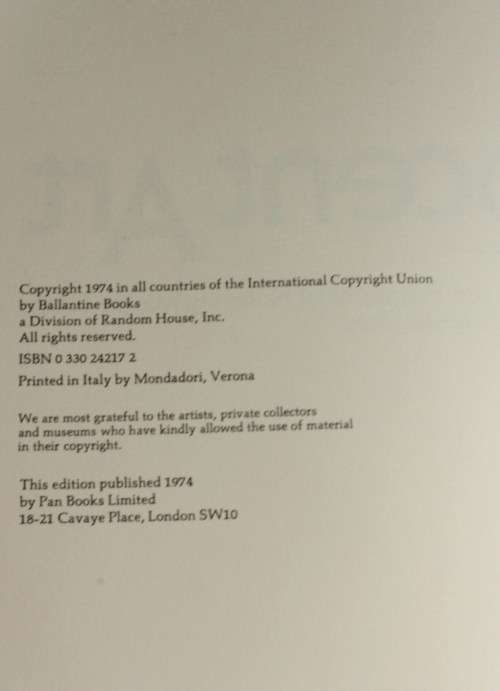 Copyright 1974 in all countries of the International Copyright Union
by Ballantine Books
a Division of Random House, Inc.
All rights reserved.
ISBN 0 330 24217 2
Printed in Italy by Mondadori, Verona
We are most grateful to the artists, private collectors
and museums who have kindly allowed the use of material
in their copyright.
This edition published 1974
by Pan Books Limited
18-21 Cavaye Place, London SW10